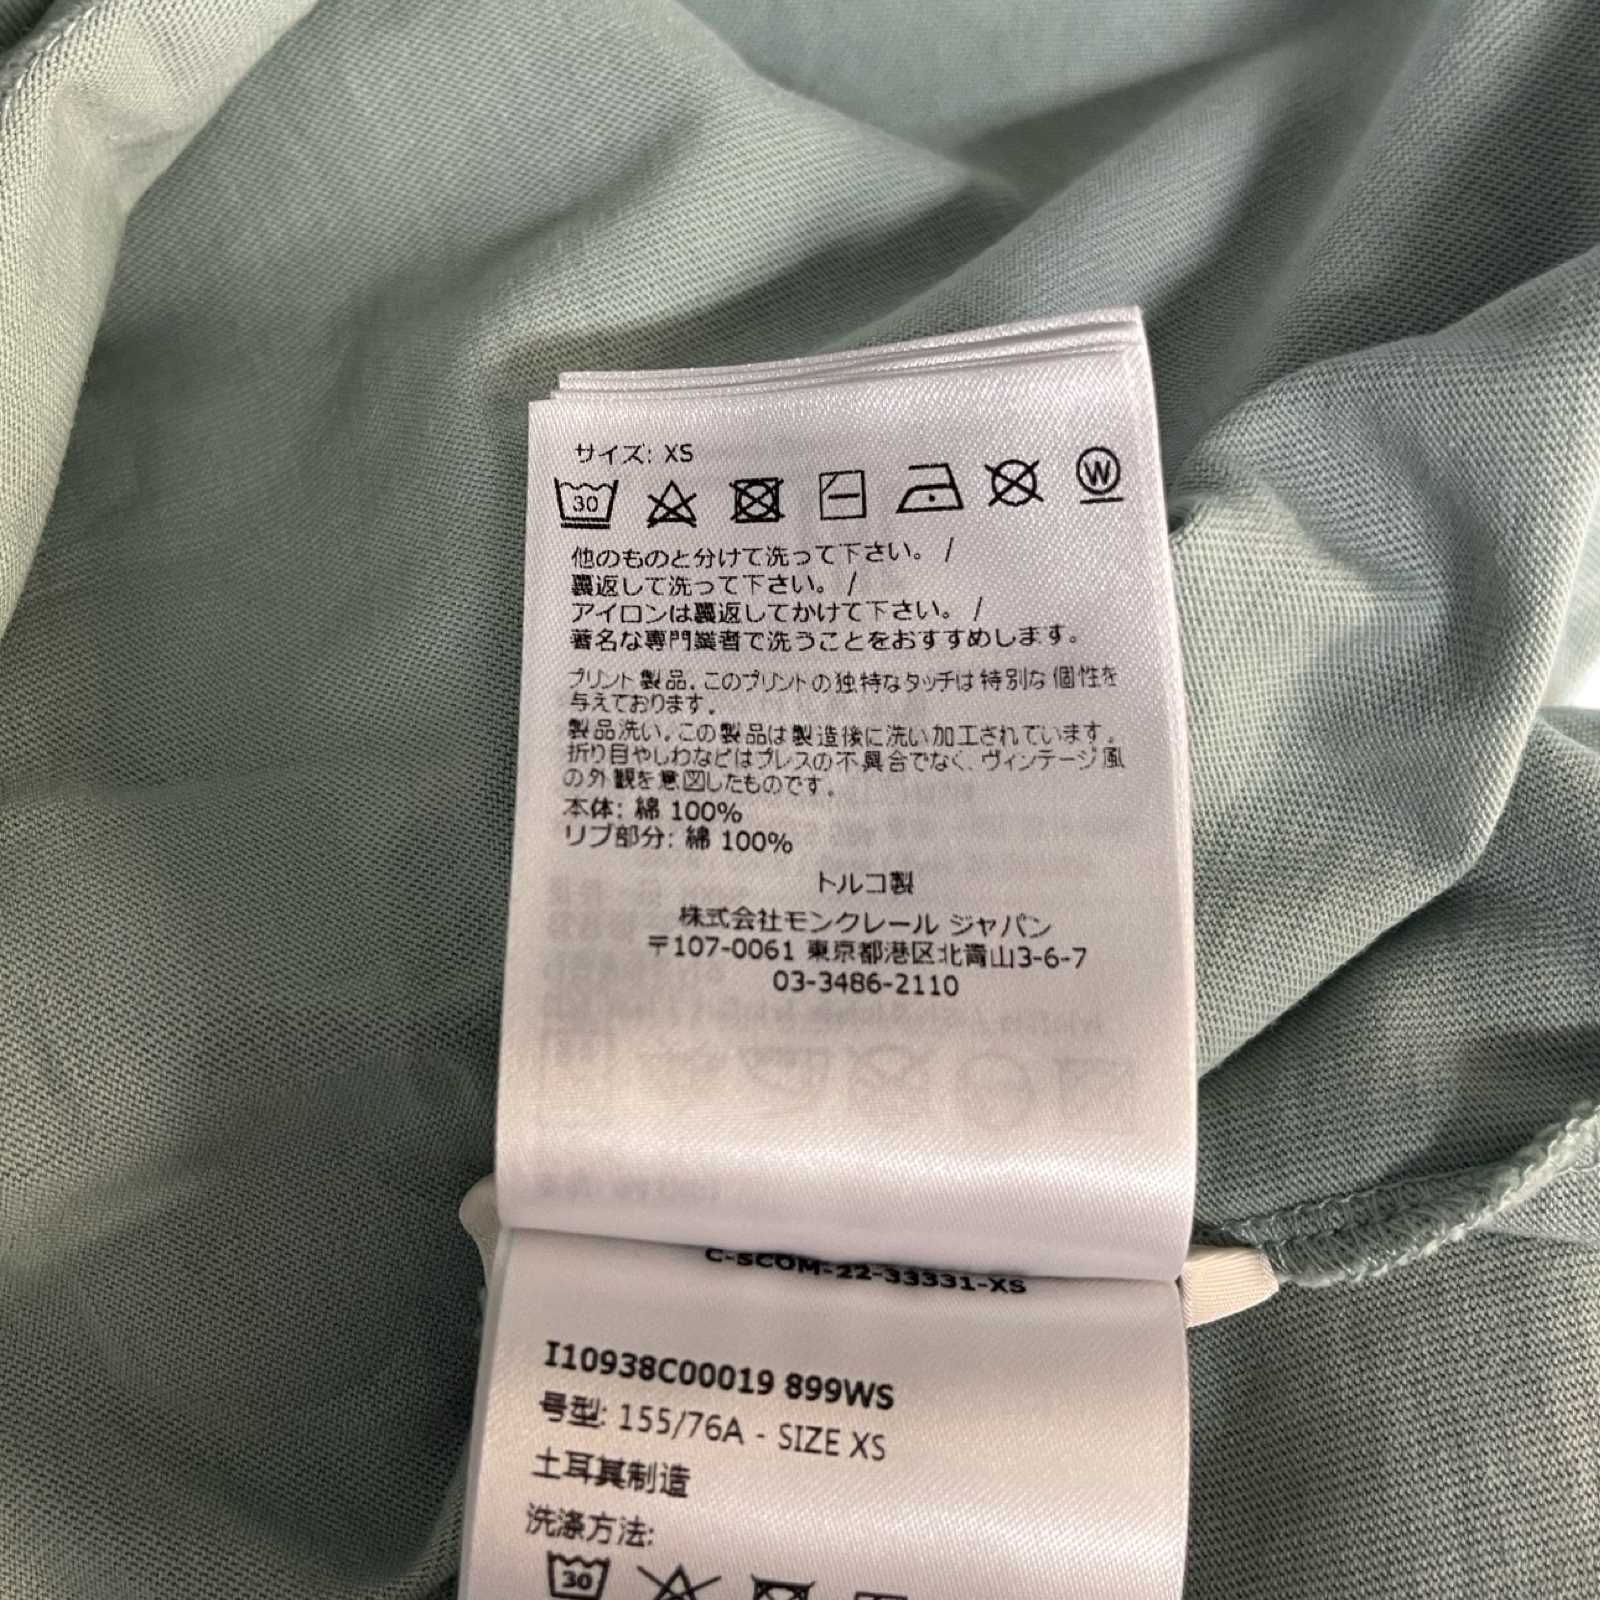 サイズ: XS
30
W
他のものと分けて洗って下さい。 /
裏返して洗って下さい。 /
アイロンは裏返してかけて下さい。 /
著名な専門業者で洗うことをおすすめします。
プリント製品。このプリントの独特なタッチは特別な個性を
与えております。
製品洗い。この製品は製造後に洗い加工されています。
折り目やしわなどはプレスの不具合でなく、ヴィンテージ風
の外観を意図したものです。
本体: 綿 100%
リブ部分: 綿 100%
トルコ製
株式会社モンクレール ジャパン
〒107-0061 東京都港区北青山3-6-7
03-3486-2110
C-SCOM-22-33331-XS
I10938C00019 899WS
号型: 155/76A - SIZE XS
土耳其制造
洗涤方法:
30